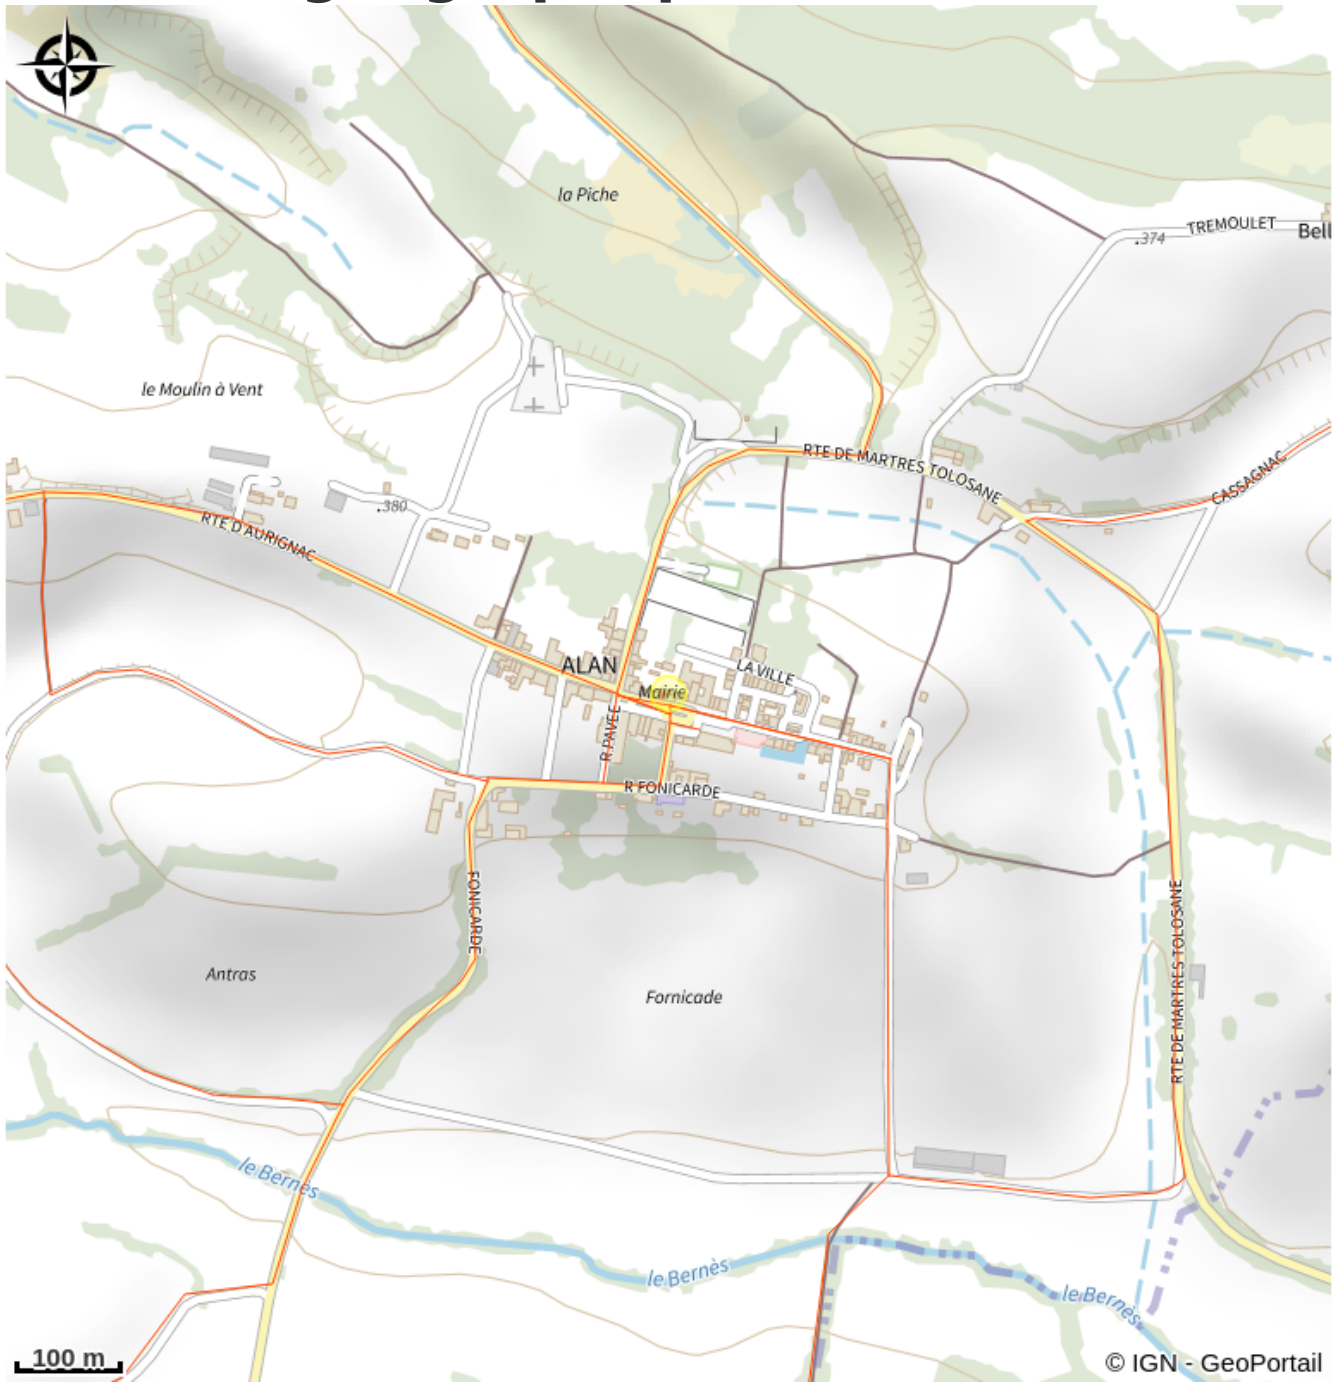 la Piche
TREMOULET
.374
Bell
le Moulin à Vent
RTE DE MARTRES TOLOSANE
CASSAGNAC
.380
RTE D'AURIGNAC
ALAN
LA VILLE
Mairie
R PAVEE
R FONICARDE
FONICARDE
RTE DE MARTRES TOLOSANE
Antras
Fornicade
le Bernès
le Bernès
le Bernès
100 m
© IGN - GeoPortail